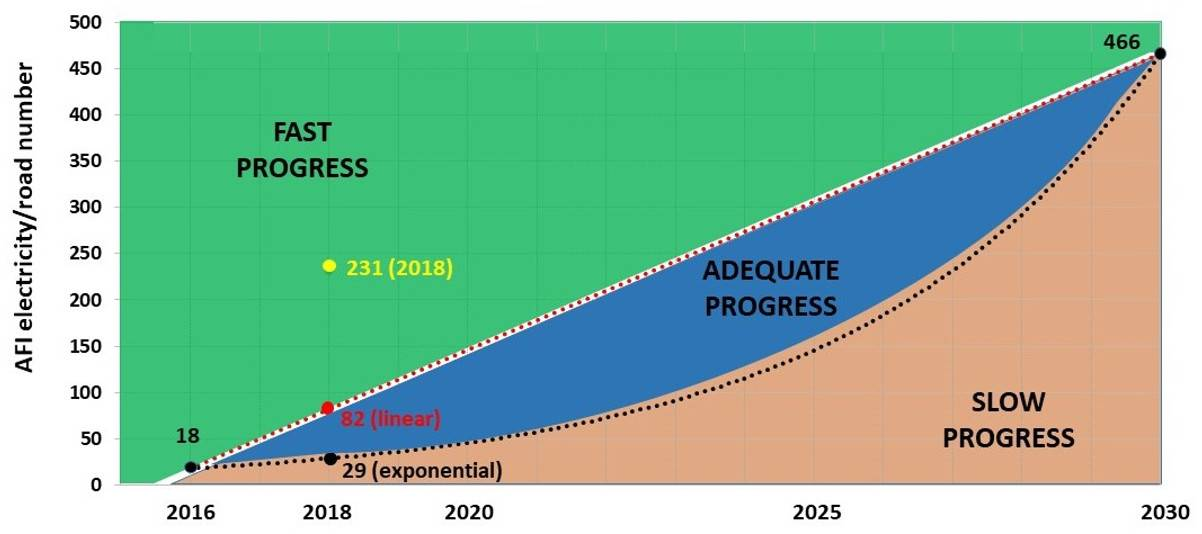 AFI electricity/road number
500
450
400
350
300
250
200
150
100
50
0
466
FAST
PROGRESS
231 (2018)
ADEQUATE
PROGRESS
82 (linear)
18
SLOW
PROGRESS
29 (exponential)
2016
2018
2020
2025
2030